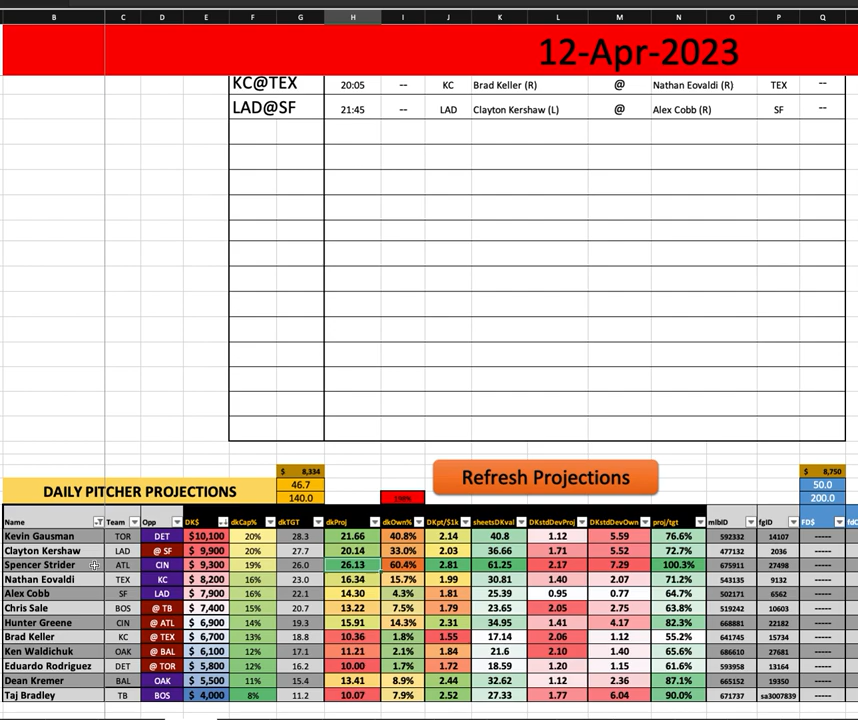 B C D E F G H I J K L M N O P Q
12-Apr-2023
KC@TEX 20:05 -- KC Brad Keller (R) @ Nathan Eovaldi (R) TEX --
LAD@SF 21:45 -- LAD Clayton Kershaw (L) @ Alex Cobb (R) SF --
$ 8,334 $ 8,750
DAILY PITCHER PROJECTIONS 46.7 Refresh Projections 50.0
140.0 198% 200.0
Name Team Opp DK$ dkCap% dkTGT dkProj dkOwn% DKpt/$1k sheetsDKval DKstdDevProj DKstdDevOwn proj/tgt mlbID fgID FD$
Kevin Gausman TOR DET $10,100 20% 28.3 21.66 40.8% 2.14 40.8 1.12 5.59 76.6% 592332 14107 -----
Clayton Kershaw LAD @ SF $ 9,900 20% 27.7 20.14 33.0% 2.03 36.66 1.71 5.52 72.7% 477132 2036 -----
Spencer Strider ATL CIN $ 9,300 19% 26.0 26.13 60.4% 2.81 61.25 2.17 7.29 100.3% 675911 27498 -----
Nathan Eovaldi TEX KC $ 8,200 16% 23.0 16.34 15.7% 1.99 30.81 1.40 2.07 71.2% 543135 9132 -----
Alex Cobb SF LAD $ 7,900 16% 22.1 14.30 4.3% 1.81 25.39 0.95 0.77 64.7% 502171 6562 -----
Chris Sale BOS @ TB $ 7,400 15% 20.7 13.22 7.5% 1.79 23.65 2.05 2.75 63.8% 519242 10603 -----
Hunter Greene CIN @ ATL $ 6,900 14% 19.3 15.91 14.3% 2.31 34.95 1.41 4.17 82.3% 668881 22182 -----
Brad Keller KC @ TEX $ 6,700 13% 18.8 10.36 1.8% 1.55 17.14 2.06 1.12 55.2% 641745 15734 -----
Ken Waldichuk OAK @ BAL $ 6,100 12% 17.1 11.21 2.1% 1.84 21.6 2.10 1.40 65.6% 686610 27681 -----
Eduardo Rodriguez DET @ TOR $ 5,800 12% 16.2 10.00 1.7% 1.72 18.59 1.20 1.15 61.6% 593958 13164 -----
Dean Kremer BAL OAK $ 5,500 11% 15.4 13.41 8.9% 2.44 32.62 1.12 2.36 87.1% 665152 19350 -----
Taj Bradley TB BOS $ 4,000 8% 11.2 10.07 7.9% 2.52 27.33 1.77 6.04 90.0% 671737 sa3007839 -----